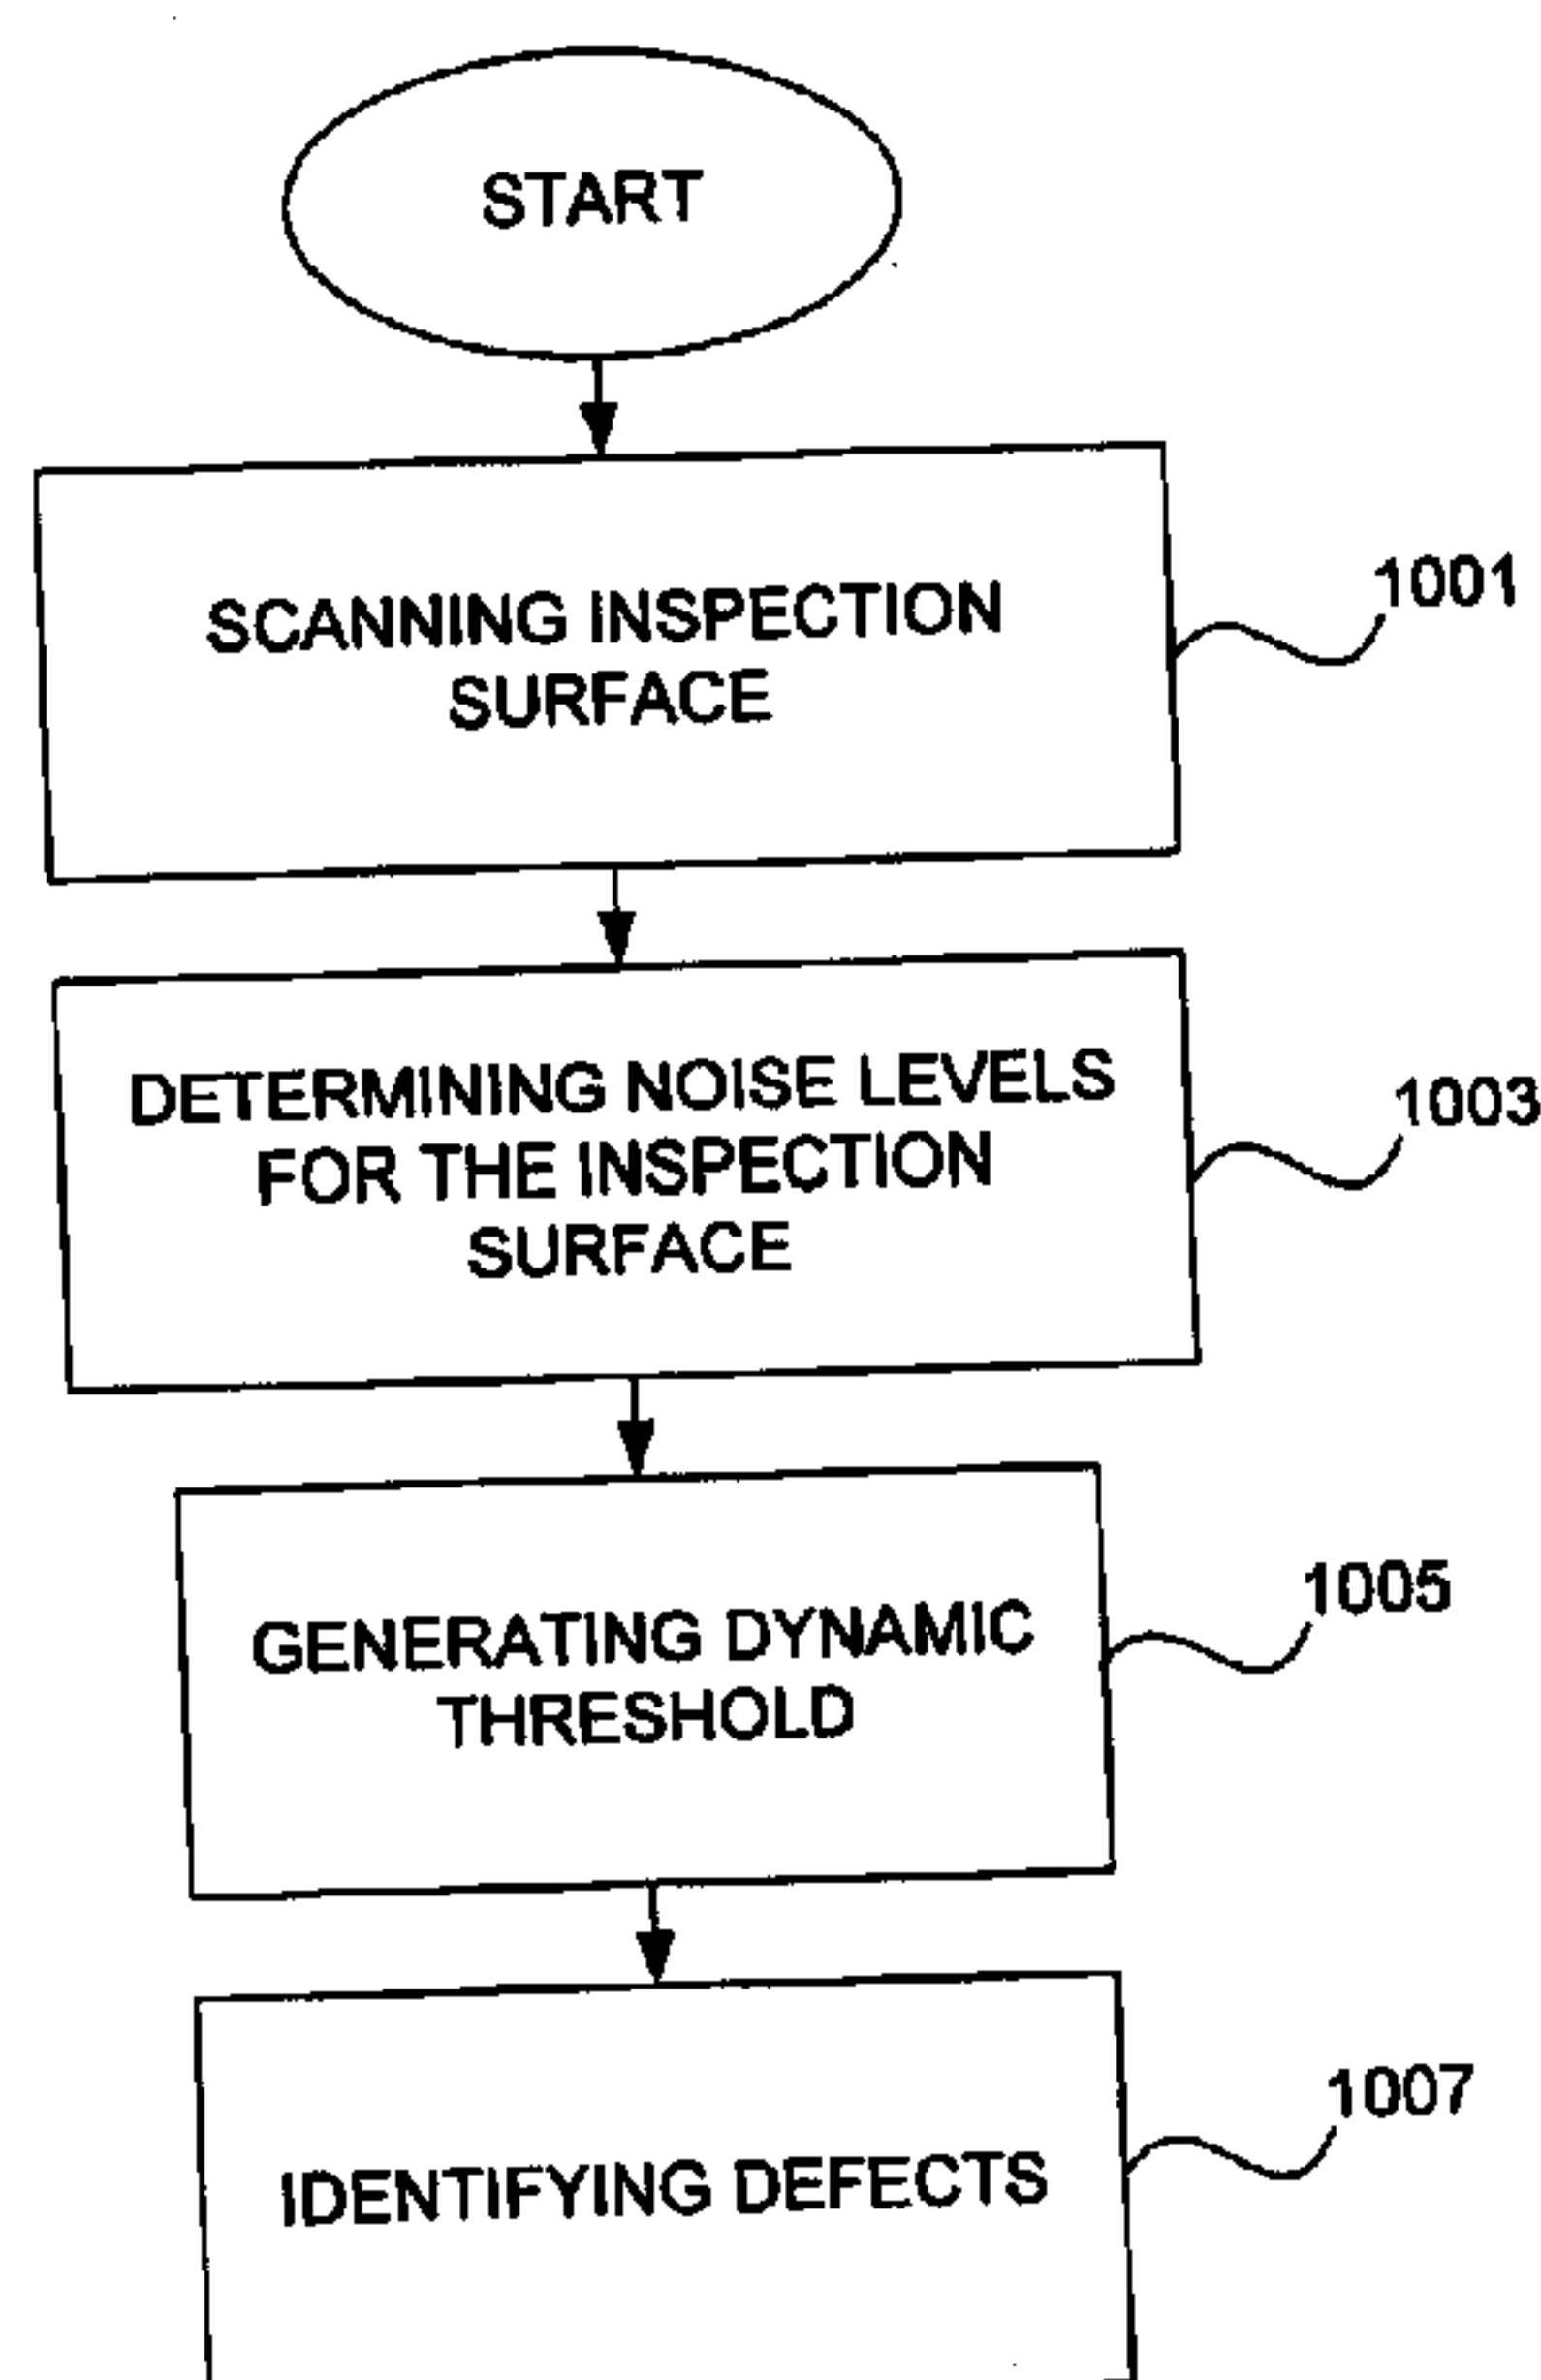 START
SCANNING INSPECTION
SURFACE
1001
DETERMINING NOISE LEVELS
FOR THE INSPECTION
SURFACE
1003
GENERATING DYNAMIC
THRESHOLD
1005
IDENTIFYING DEFECTS
1007